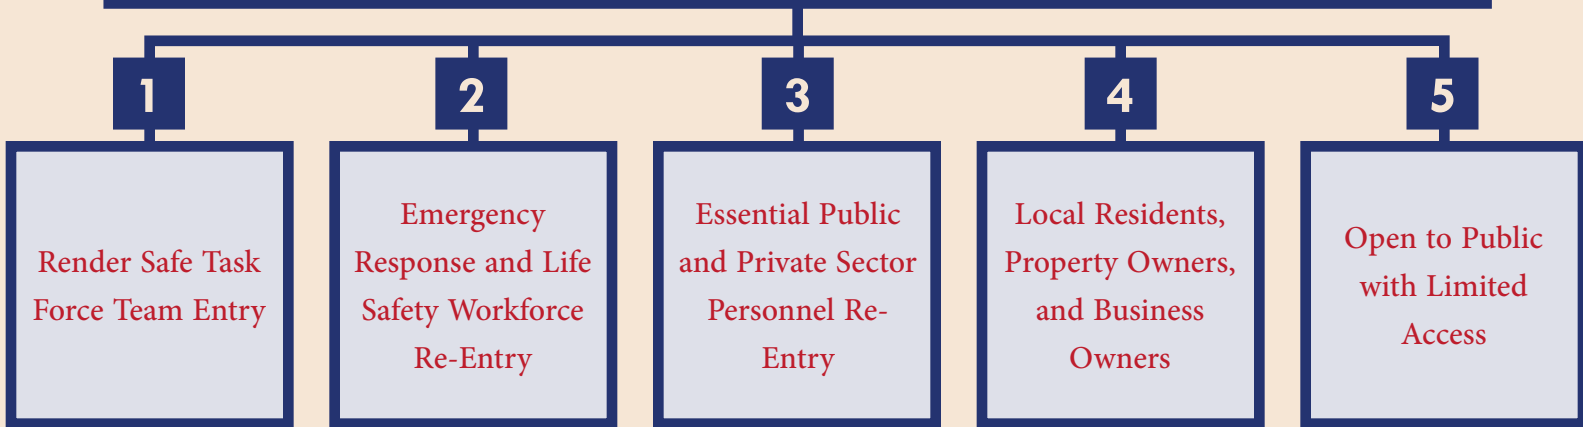 1
Render Safe Task
Force Team Entry
2
Emergency
Response and Life
Safety Workforce
Re-Entry
3
Essential Public
and Private Sector
Personnel Re-
Entry
4
Local Residents,
Property Owners,
and Business
Owners
5
Open to Public
with Limited
Access